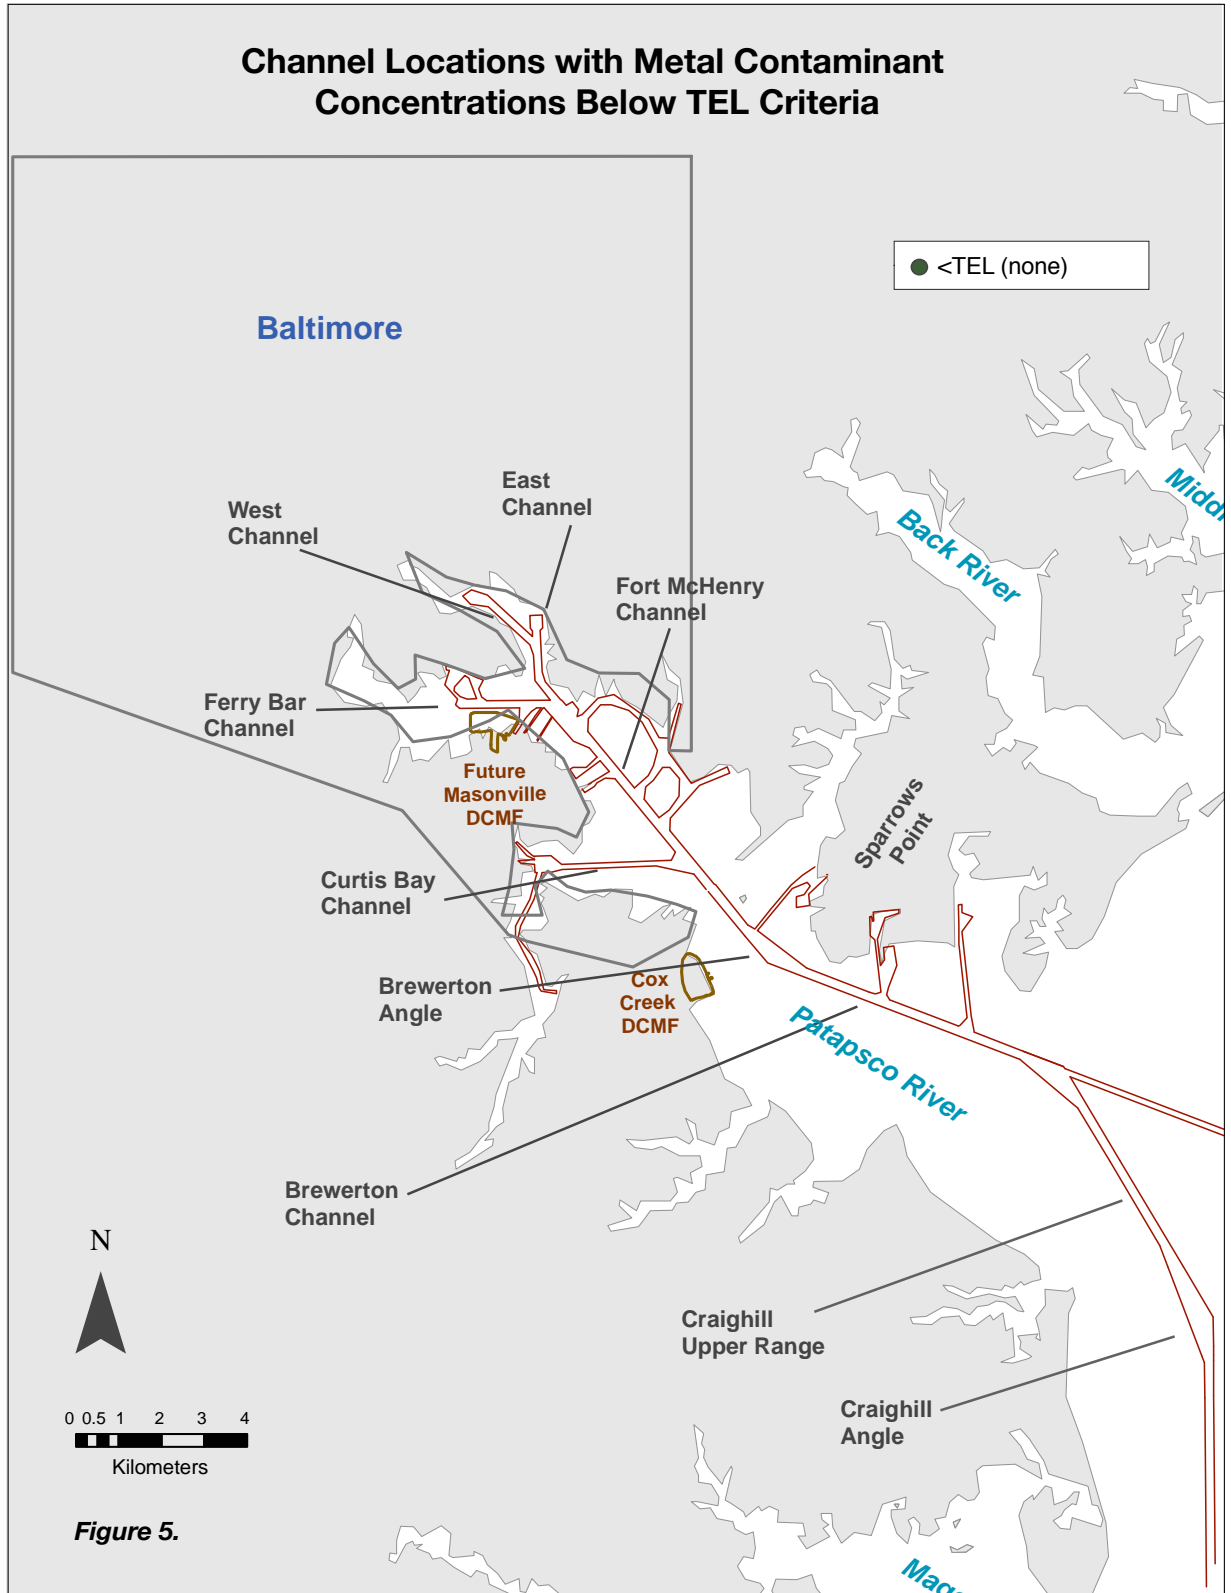 Channel Locations with Metal Contaminant
Concentrations Below TEL Criteria
<TEL (none)
Baltimore
Middl
Back River
East
Channel
West
Channel
Fort McHenry
Channel
Ferry Bar
Channel
Future
Masonville
DCMF
Sparrows
Point
Curtis Bay
Channel
Brewerton
Angle
Cox
Creek
DCMF
Patapsco River
Brewerton
Channel
N
Craighill
Upper Range
Craighill
Angle
0 0.5 1 2 3 4
Kilometers
Figure 5.
Mago